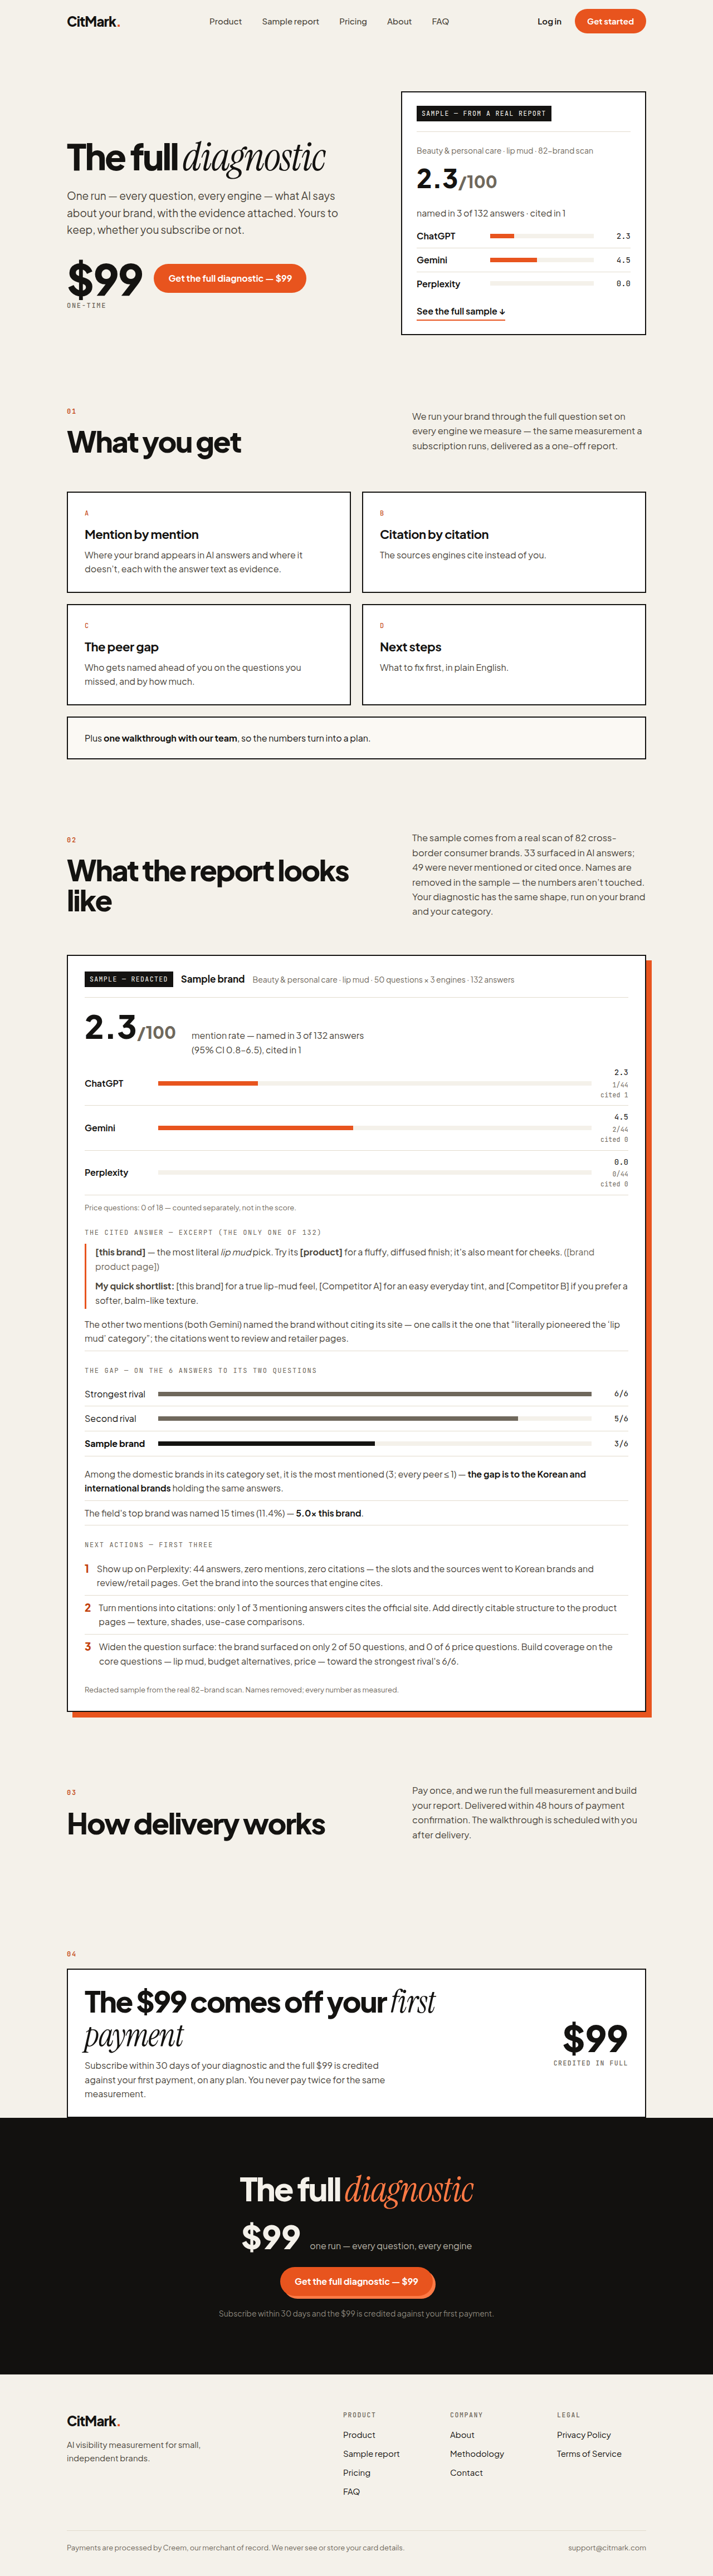 CitMark.
Product
Sample report
Pricing
About
FAQ
Log in
Get started
The full diagnostic
One run — every question, every engine — what AI says
about your brand, with the evidence attached. Yours to
keep, whether you subscribe or not.
$99
ONE-TIME
Get the full diagnostic — $99
SAMPLE — FROM A REAL REPORT
Beauty & personal care · lip mud · 82-brand scan
2.3/100
named in 3 of 132 answers · cited in 1
ChatGPT 2.3
Gemini 4.5
Perplexity 0.0
See the full sample ↓
01
What you get
We run your brand through the full question set on
every engine we measure — the same measurement a
subscription runs, delivered as a one-off report.
A
Mention by mention
Where your brand appears in AI answers and where it
doesn't, each with the answer text as evidence.
B
Citation by citation
The sources engines cite instead of you.
C
The peer gap
Who gets named ahead of you on the questions you
missed, and by how much.
D
Next steps
What to fix first, in plain English.
Plus one walkthrough with our team, so the numbers turn into a plan.
02
What the report looks
like
The sample comes from a real scan of 82 cross-
border consumer brands. 33 surfaced in AI answers;
49 were never mentioned or cited once. Names are
removed in the sample — the numbers aren't touched.
Your diagnostic has the same shape, run on your brand
and your category.
SAMPLE — REDACTED
Sample brand
Beauty & personal care · lip mud · 50 questions × 3 engines · 132 answers
2.3/100
mention rate — named in 3 of 132 answers
(95% CI 0.8–6.5), cited in 1
ChatGPT
2.3
1/44
cited 1
Gemini
4.5
2/44
cited 0
Perplexity
0.0
0/44
cited 0
Price questions: 0 of 18 — counted separately, not in the score.
THE CITED ANSWER — EXCERPT (THE ONLY ONE OF 132)
[this brand] — the most literal lip mud pick. Try its [product] for a fluffy, diffused finish; it's also meant for cheeks. ([brand
product page])
My quick shortlist: [this brand] for a true lip-mud feel, [Competitor A] for an easy everyday tint, and [Competitor B] if you prefer a
softer, balm-like texture.
The other two mentions (both Gemini) named the brand without citing its site — one calls it the one that "literally pioneered the 'lip
mud' category"; the citations went to review and retailer pages.
THE GAP — ON THE 6 ANSWERS TO ITS TWO QUESTIONS
Strongest rival 6/6
Second rival 5/6
Sample brand 3/6
Among the domestic brands in its category set, it is the most mentioned (3; every peer ≤ 1) — the gap is to the Korean and
international brands holding the same answers.
The field's top brand was named 15 times (11.4%) — 5.0× this brand.
NEXT ACTIONS — FIRST THREE
1 Show up on Perplexity: 44 answers, zero mentions, zero citations — the slots and the sources went to Korean brands and
review/retail pages. Get the brand into the sources that engine cites.
2 Turn mentions into citations: only 1 of 3 mentioning answers cites the official site. Add directly citable structure to the product
pages — texture, shades, use-case comparisons.
3 Widen the question surface: the brand surfaced on only 2 of 50 questions, and 0 of 6 price questions. Build coverage on the
core questions — lip mud, budget alternatives, price — toward the strongest rival's 6/6.
Redacted sample from the real 82-brand scan. Names removed; every number as measured.
03
How delivery works
Pay once, and we run the full measurement and build
your report. Delivered within 48 hours of payment
confirmation. The walkthrough is scheduled with you
after delivery.
04
The $99 comes off your first
payment
Subscribe within 30 days of your diagnostic and the full $99 is credited
against your first payment, on any plan. You never pay twice for the same
measurement.
$99
CREDITED IN FULL
The full diagnostic
$99 one run — every question, every engine
Get the full diagnostic — $99
Subscribe within 30 days and the $99 is credited against your first payment.
CitMark.
AI visibility measurement for small,
independent brands.
PRODUCT
Product
Sample report
Pricing
FAQ
COMPANY
About
Methodology
Contact
LEGAL
Privacy Policy
Terms of Service
Payments are processed by Creem, our merchant of record. We never see or store your card details.
support@citmark.com